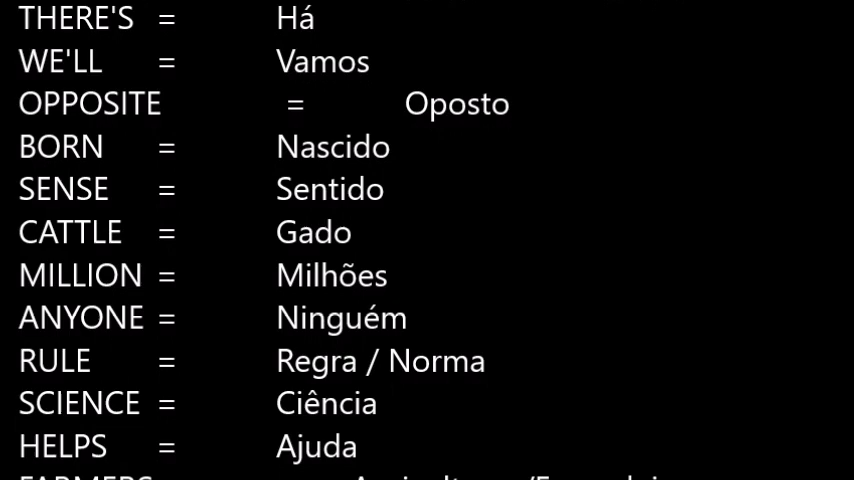 THERE'S = Há
WE'LL = Vamos
OPPOSITE = Oposto
BORN = Nascido
SENSE = Sentido
CATTLE = Gado
MILLION = Milhões
ANYONE = Ninguém
RULE = Regra / Norma
SCIENCE = Ciência
HELPS = Ajuda